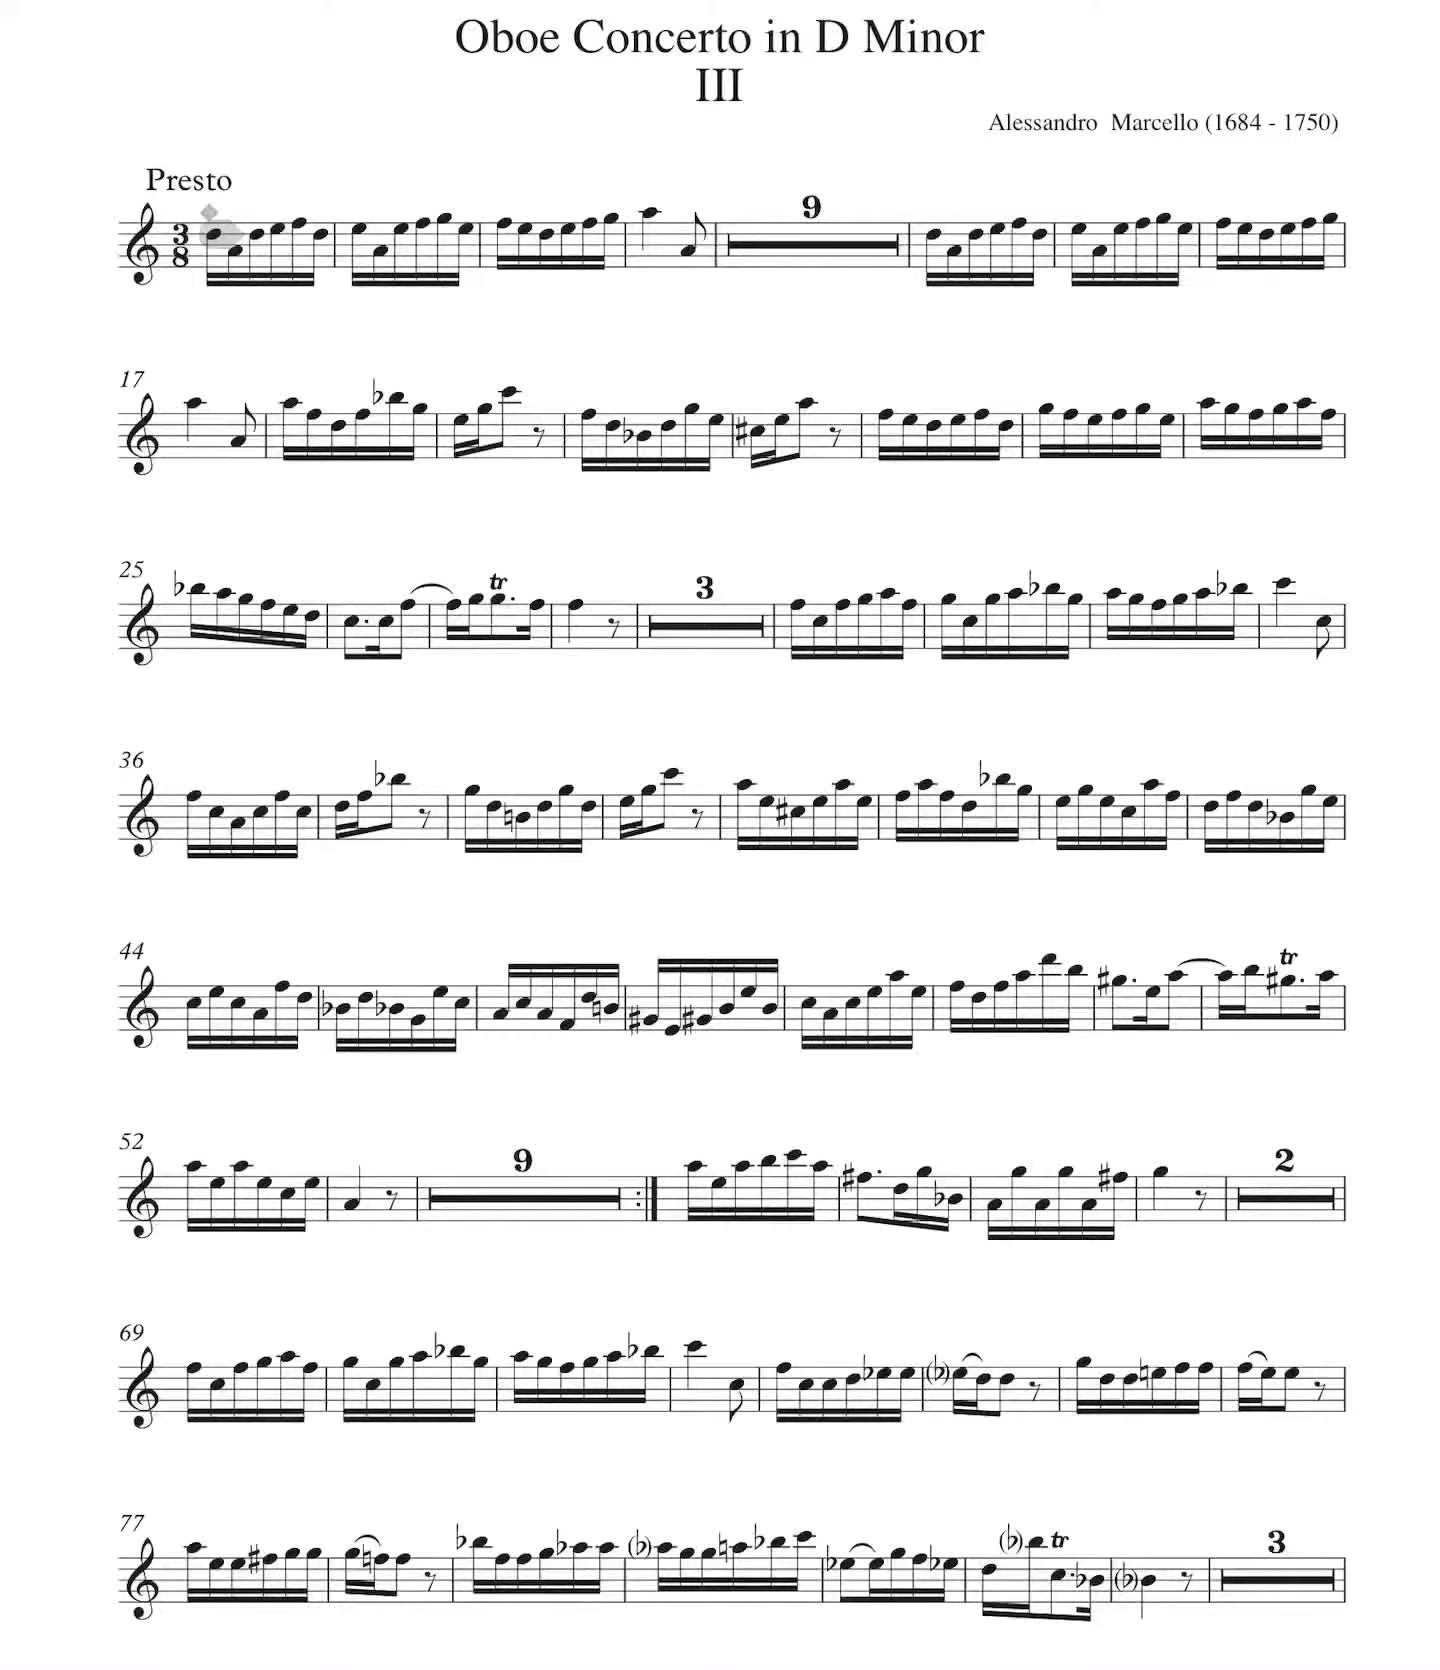 Oboe Concerto in D Minor
III
Alessandro Marcello (1684 - 1750)
Presto
3
8
9
17
tr
25
3
36
tr
44
52
9
2
69
77
tr
3